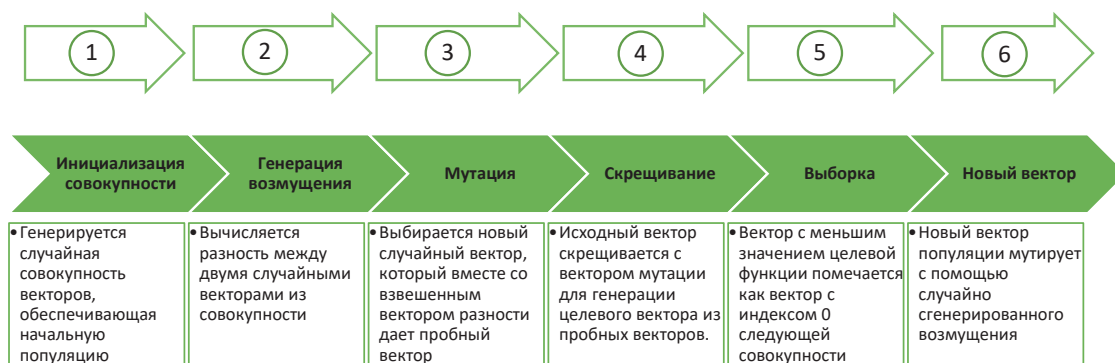 1
2
3
4
5
6
Инициализация
совокупности
Генерация
возмущения
Мутация
Скрещивание
Выборка
Новый вектор
• Генерируется
случайная
совокупность
векторов,
обеспечивающая
начальную
популяцию
• Вычисляется
разность между
двумя случайными
векторами из
совокупности
• Выбирается новый
случайный вектор,
который вместе со
взвешенным
вектором разности
дает пробный
вектор
• Исходный вектор
скрещивается с
вектором мутации
для генерации
целевого вектора из
пробных векторов.
• Вектор с меньшим
значением целевой
функции помечается
как вектор с
индексом 0
следующей
совокупности
• Новый вектор
популяции мутирует
с помощью
случайно
сгенерированного
возмущения